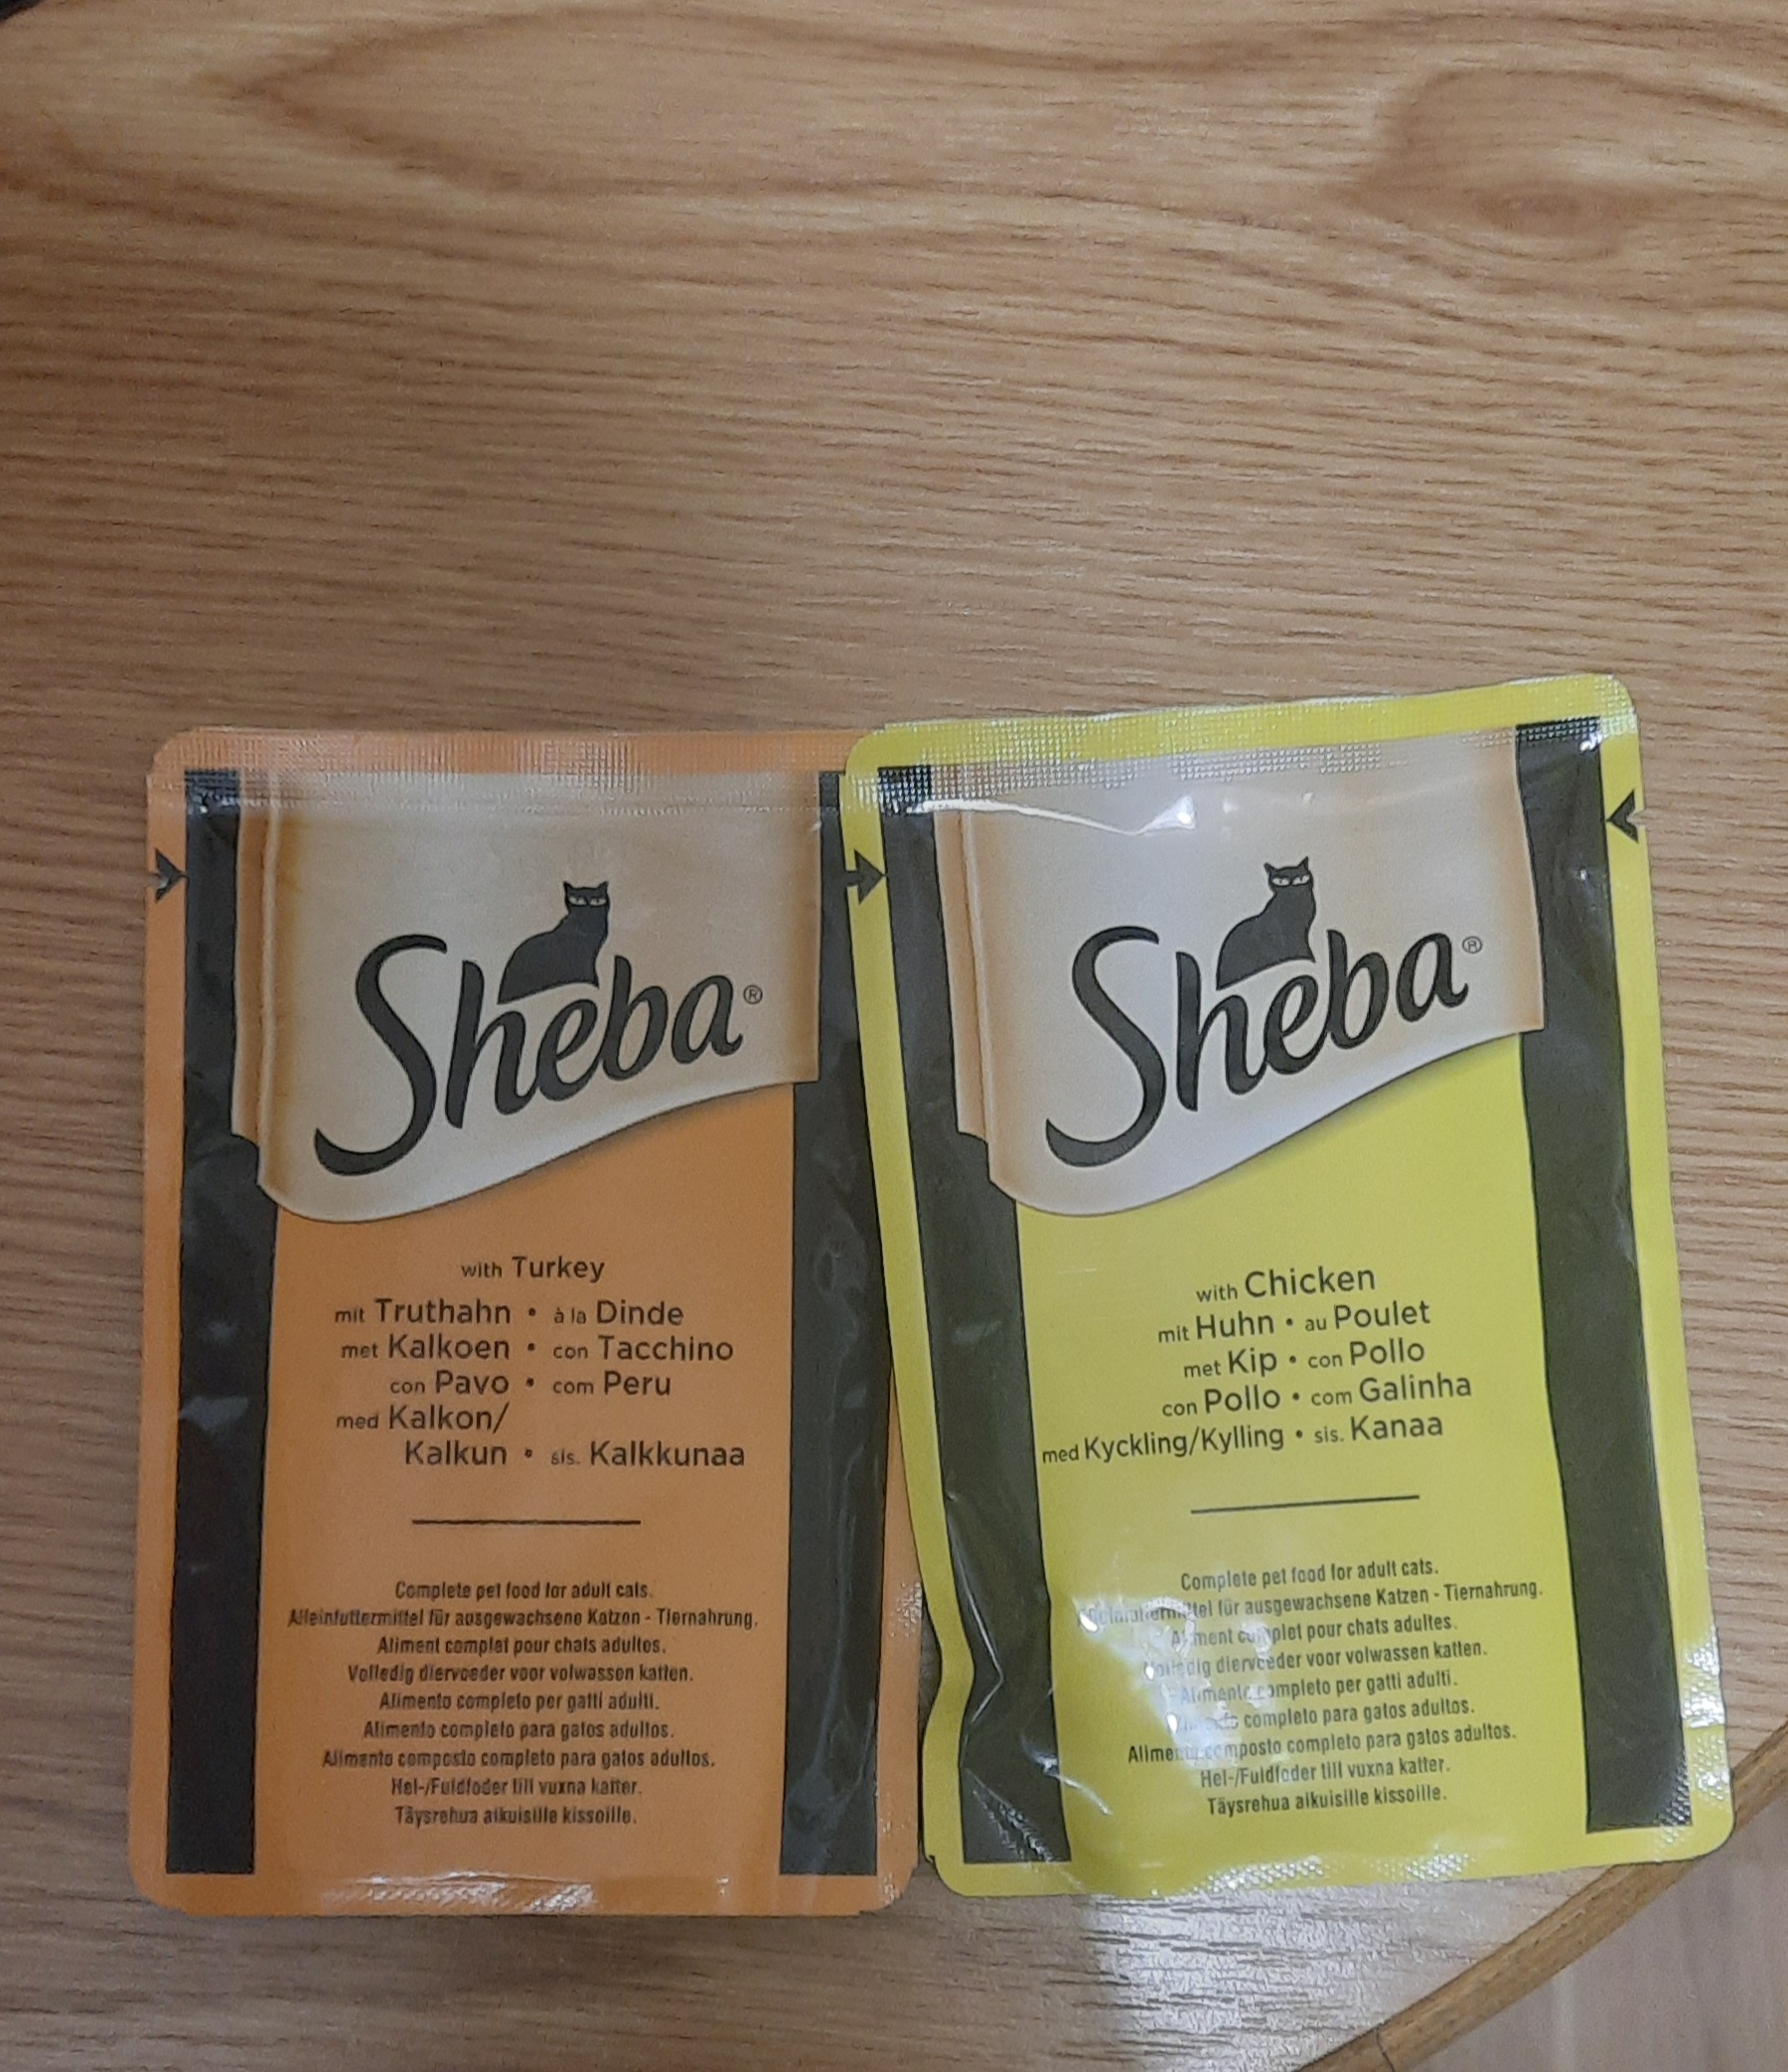 Sheba®
with Turkey
mit Truthahn • à la Dinde
met Kalkoen • con Tacchino
con Pavo • com Peru
med Kalkon/
Kalkun • sis. Kalkkunaa
Complete pet food for adult cats.
Alleinfuttermittel für ausgewachsene Katzen - Tiernahrung.
Aliment complet pour chats adultes.
Volledig diervoeder voor volwassen katten.
Alimento completo per gatti adulti.
Alimento completo para gatos adultos.
Alimento composto completo para gatos adultos.
Hel-/Fuldfoder till vuxna katter.
Täysrehua aikuisille kissoille.
Sheba®
with Chicken
mit Huhn • au Poulet
met Kip • con Pollo
con Pollo • com Galinha
med Kyckling/Kylling • sis. Kanaa
Complete pet food for adult cats.
für ausgewachsene Katzen - Tiernahrung.
Aliment complet pour chats adultes.
Volledig diervoeder voor volwassen katten.
Alimento completo per gatti adulti.
completo para gatos adultos.
Alimento composto completo para gatos adultos.
Hel-/Fuldfoder till vuxna katter.
Täysrehua aikuisille kissoille.